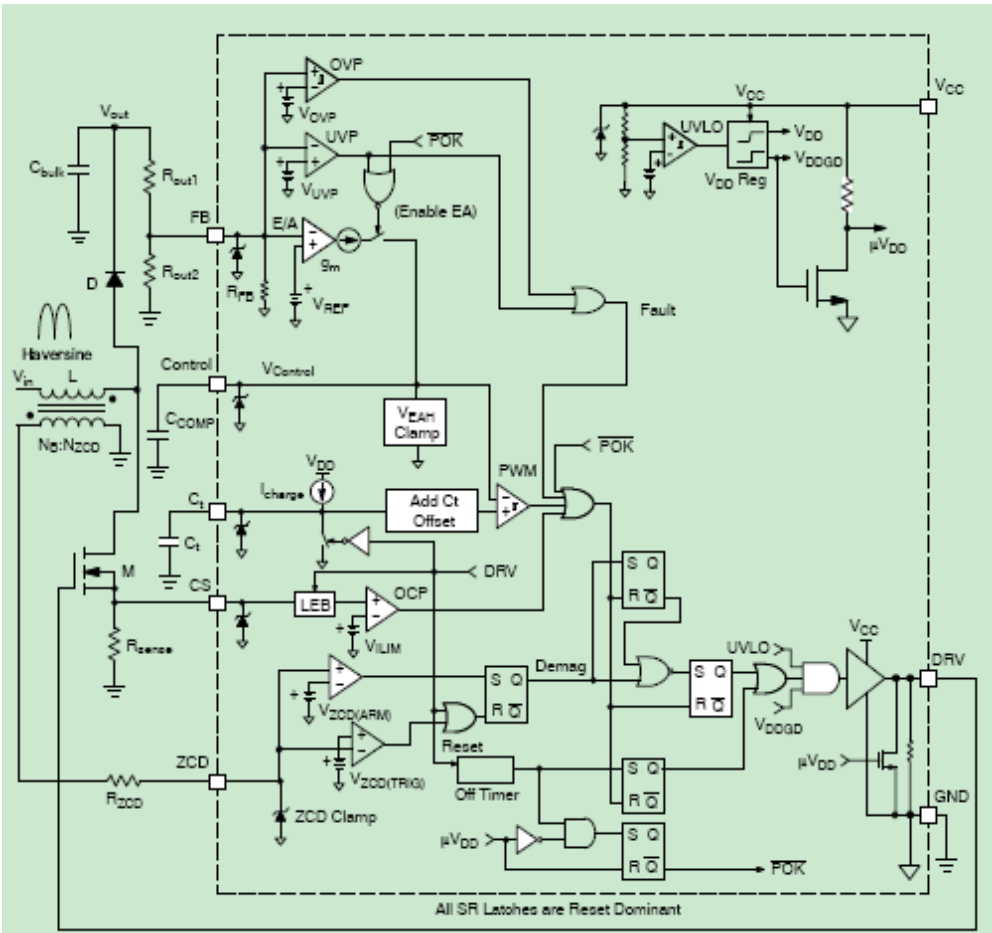 OVP
V_OVP
UVP
V_UVP
POK
(Enable EA)
E/A
g_m
R_FB
V_REF
V_out
C_bulk
R_out1
R_out2
FB
D
Haversine
V_in
L
N_B:N_ZCD
Control
C_COMP
V_Control
V_EAH
Clamp
V_CC
V_CC
UVLO
V_DD
V_DDGD
V_DD Reg
μV_DD
Fault
POK
V_DD
I_charge
C_t
C_t
Add Ct
Offset
PWM
DRV
M
CS
R_sense
LEB
OCP
V_ILIM
V_ZCD(ARM)
V_ZCD(TRIG)
ZCD
R_ZCD
ZCD Clamp
S Q
R Q
Demag
Reset
Off Timer
S Q
R Q
S Q
R Q
S Q
R Q
S Q
R Q
μV_DD
POK
UVLO
V_DDGD
V_CC
DRV
μV_DD
GND
All SR Latches are Reset Dominant